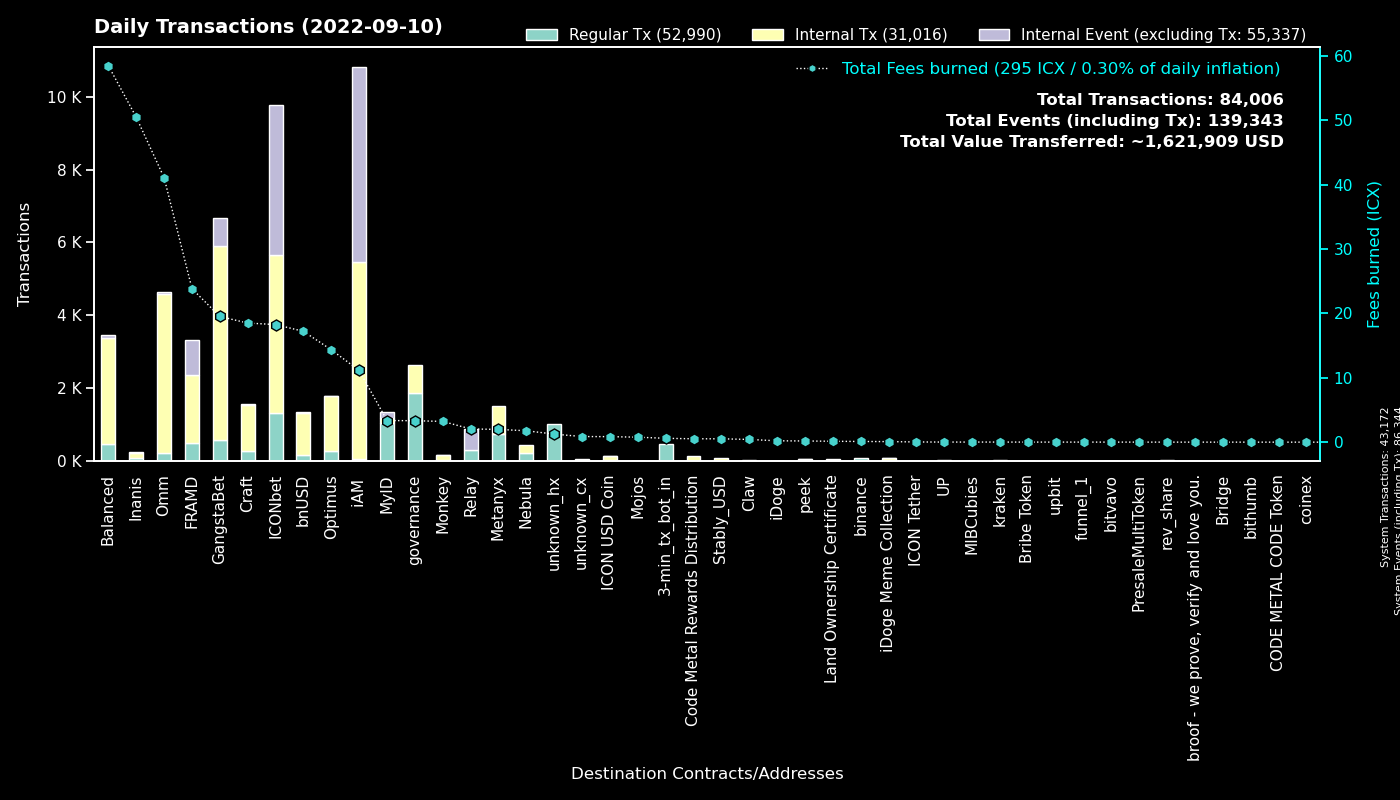 Daily Transactions (2022-09-10)
Regular Tx (52,990)
Internal Tx (31,016)
Internal Event (excluding Tx: 55,337)
Total Fees burned (295 ICX / 0.30% of daily inflation)
Total Transactions: 84,006
Total Events (including Tx): 139,343
Total Value Transferred: ~1,621,909 USD
Transactions
10 K
8 K
6 K
4 K
2 K
0 K
60
50
40
30
20
10
0
Fees burned (ICX)
System Transactions: 43,172
System Events (including Tx): 86,344
Balanced
Inanis
Omm
FRAMD
GangstaBet
Craft
ICONbet
bnUSD
Optimus
iAM
MyID
governance
Monkey
Relay
Metanyx
Nebula
unknown_hx
unknown_cx
ICON USD Coin
Mojos
3-min_tx_bot_in
Code Metal Rewards Distribution
Stably_USD
Claw
iDoge
peek
Land Ownership Certificate
binance
iDoge Meme Collection
ICON Tether
UP
MIBCubies
kraken
Bribe Token
upbit
funnel_1
bitvavo
PresaleMultiToken
rev_share
broof - we prove, verify and love you.
Bridge
bithumb
CODE METAL CODE Token
coinex
Destination Contracts/Addresses